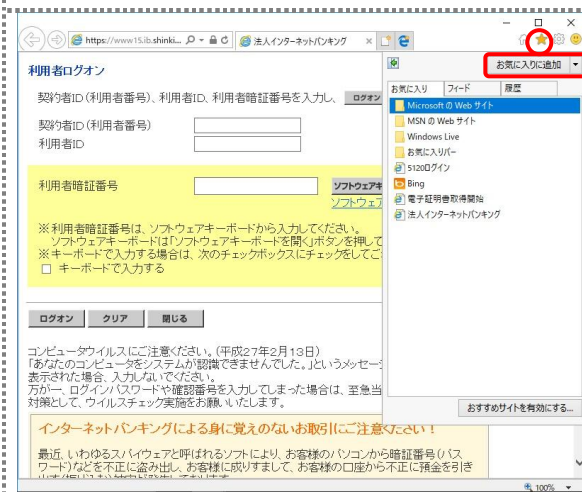 https://www15.ib.shinki...
法人インターネットバンキング
利用者ログオン
お気に入りに追加
契約者ID(利用者番号)、利用者ID、利用者暗証番号を入力し、 ログオン
お気に入り フィード 履歴
契約者ID(利用者番号)
利用者ID
Microsoft の Web サイト
MSN の Web サイト
Windows Live
お気に入りバー
5120ログイン
Bing
電子証明書取得開始
法人インターネットバンキング
利用者暗証番号
ソフトウェアキ
ソフトウェア
※利用者暗証番号は、ソフトウェアキーボードから入力してください。
ソフトウェアキーボードは「ソフトウェアキーボードを開く」ボタンを押して
※キーボードで入力する場合は、次のチェックボックスにチェックをしてご
キーボードで入力する
ログオン クリア 閉じる
コンピュータウイルスにご注意ください。(平成27年2月13日)
「あなたのコンピュータをシステムが認識できませんでした。」というメッセー
表示された場合、入力しないでください。
万が一、ログインパスワードや確認番号を入力してしまった場合は、至急当
対策として、ウイルスチェック実施をお願いいたします。
おすすめサイトを有効にする...
インターネットバンキングによる身に覚えのないお取引にご注意ください!
最近、いわゆるスパイウェアと呼ばれるソフトにより、お客様のパソコンから暗証番号(パス
ワード)などを不正に盗み出し、お客様に成りすまして、お客様の口座から不正に預金を引き
100%